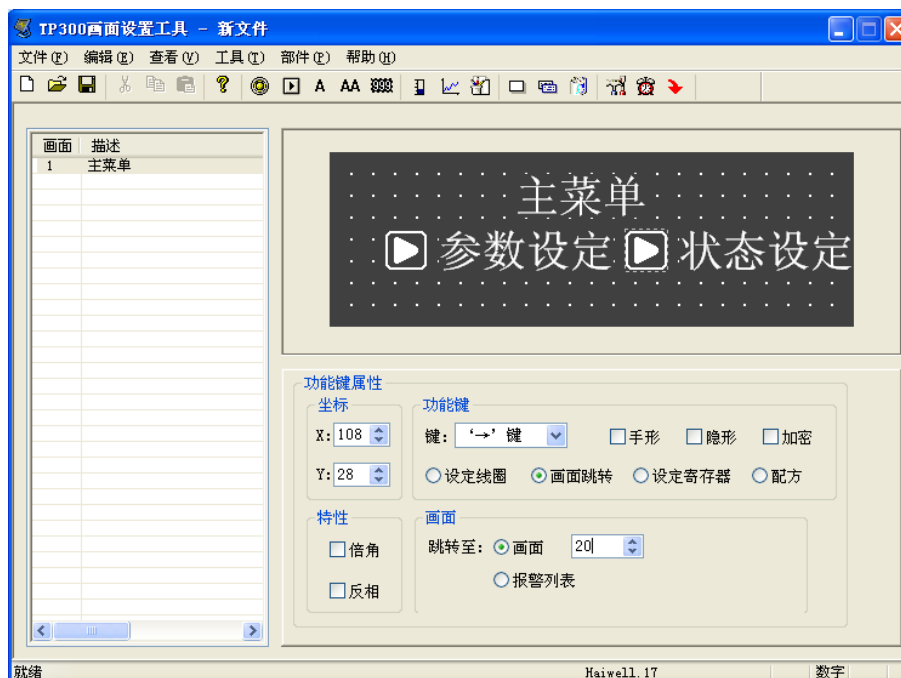 TP300画面设置工具 - 新文件
文件(F) 编辑(E) 查看(V) 工具(T) 部件(P) 帮助(H)
A AA
画面 描述
1 主菜单
主菜单
参数设定 状态设定
功能键属性
坐标
X: 108
Y: 28
功能键
键: ‘→’键 手形 隐形 加密
设定线圈 画面跳转 设定寄存器 配方
特性
倍角
反相
画面
跳转至: 画面 20
报警列表
就绪 Haiwell.17 数字